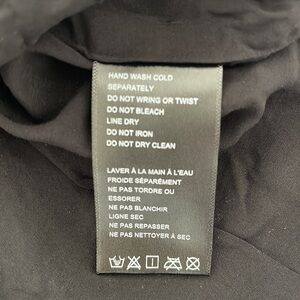 HAND WASH COLD
SEPARATELY
DO NOT WRING OR TWIST
DO NOT BLEACH
LINE DRY
DO NOT IRON
DO NOT DRY CLEAN
LAVER À LA MAIN À L'EAU
FROIDE SÉPARÉMENT
NE PAS TORDRE OU
ESSORER
NE PAS BLANCHIR
LIGNE SEC
NE PAS REPASSER
NE PAS NETTOYER À SEC